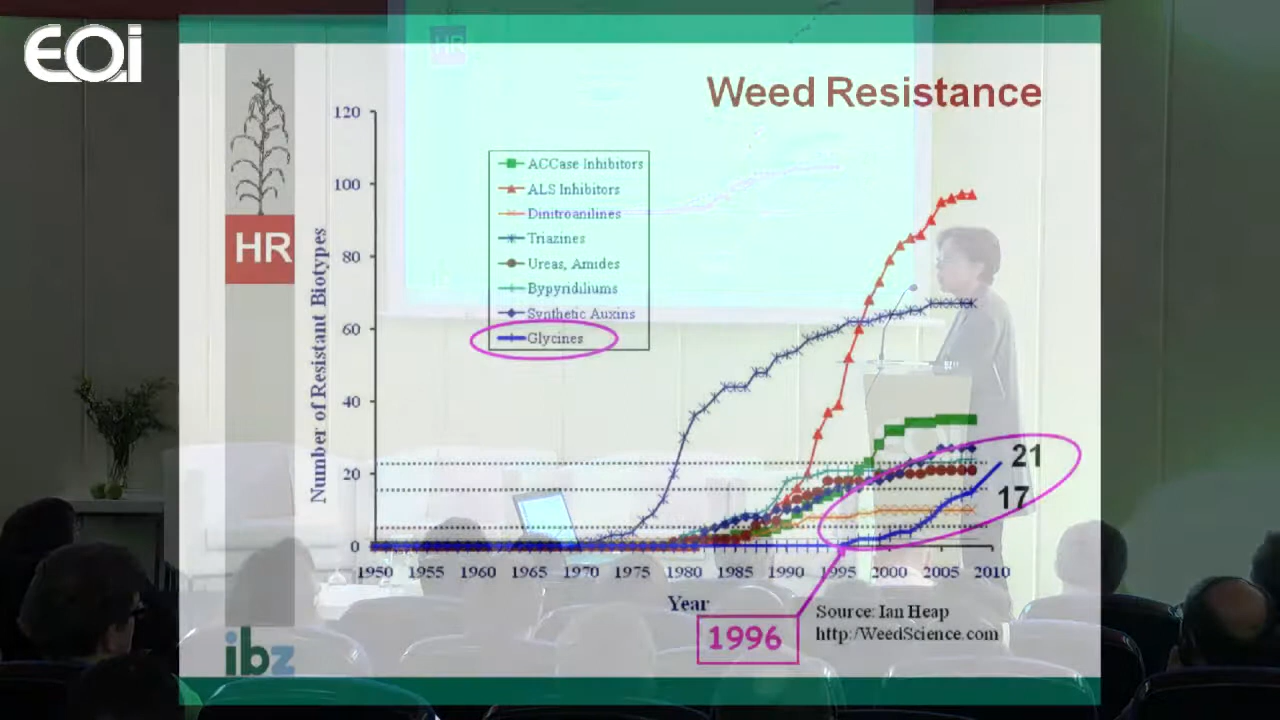 EOi
Weed Resistance
HR
HR
120
100
80
60
40
20
0
Number of Resistant Biotypes
ACCase Inhibitors
ALS Inhibitors
Dinitroanilines
Triazines
Ureas, Amides
Bypyridiliums
Synthetic Auxins
Glycines
21
17
1950 1955 1960 1965 1970 1975 1980 1985 1990 1995 2000 2005 2010
Year
1996
Source: Ian Heap
http:/WeedScience.com
ibz